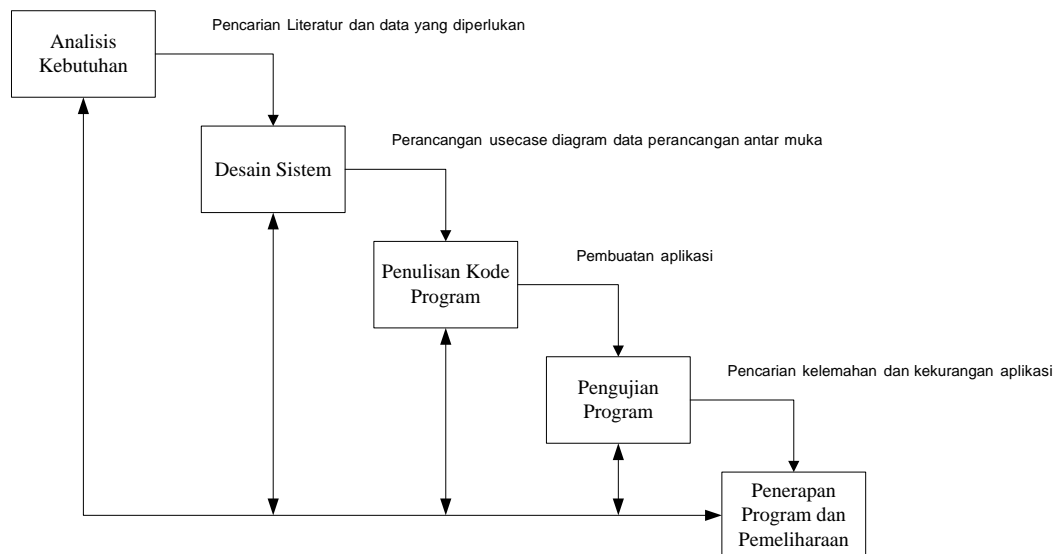 Analisis
Kebutuhan
Pencarian Literatur dan data yang diperlukan
Desain Sistem
Perancangan usecase diagram data perancangan antar muka
Penulisan Kode
Program
Pembuatan aplikasi
Pengujian
Program
Pencarian kelemahan dan kekurangan aplikasi
Penerapan
Program dan
Pemeliharaan